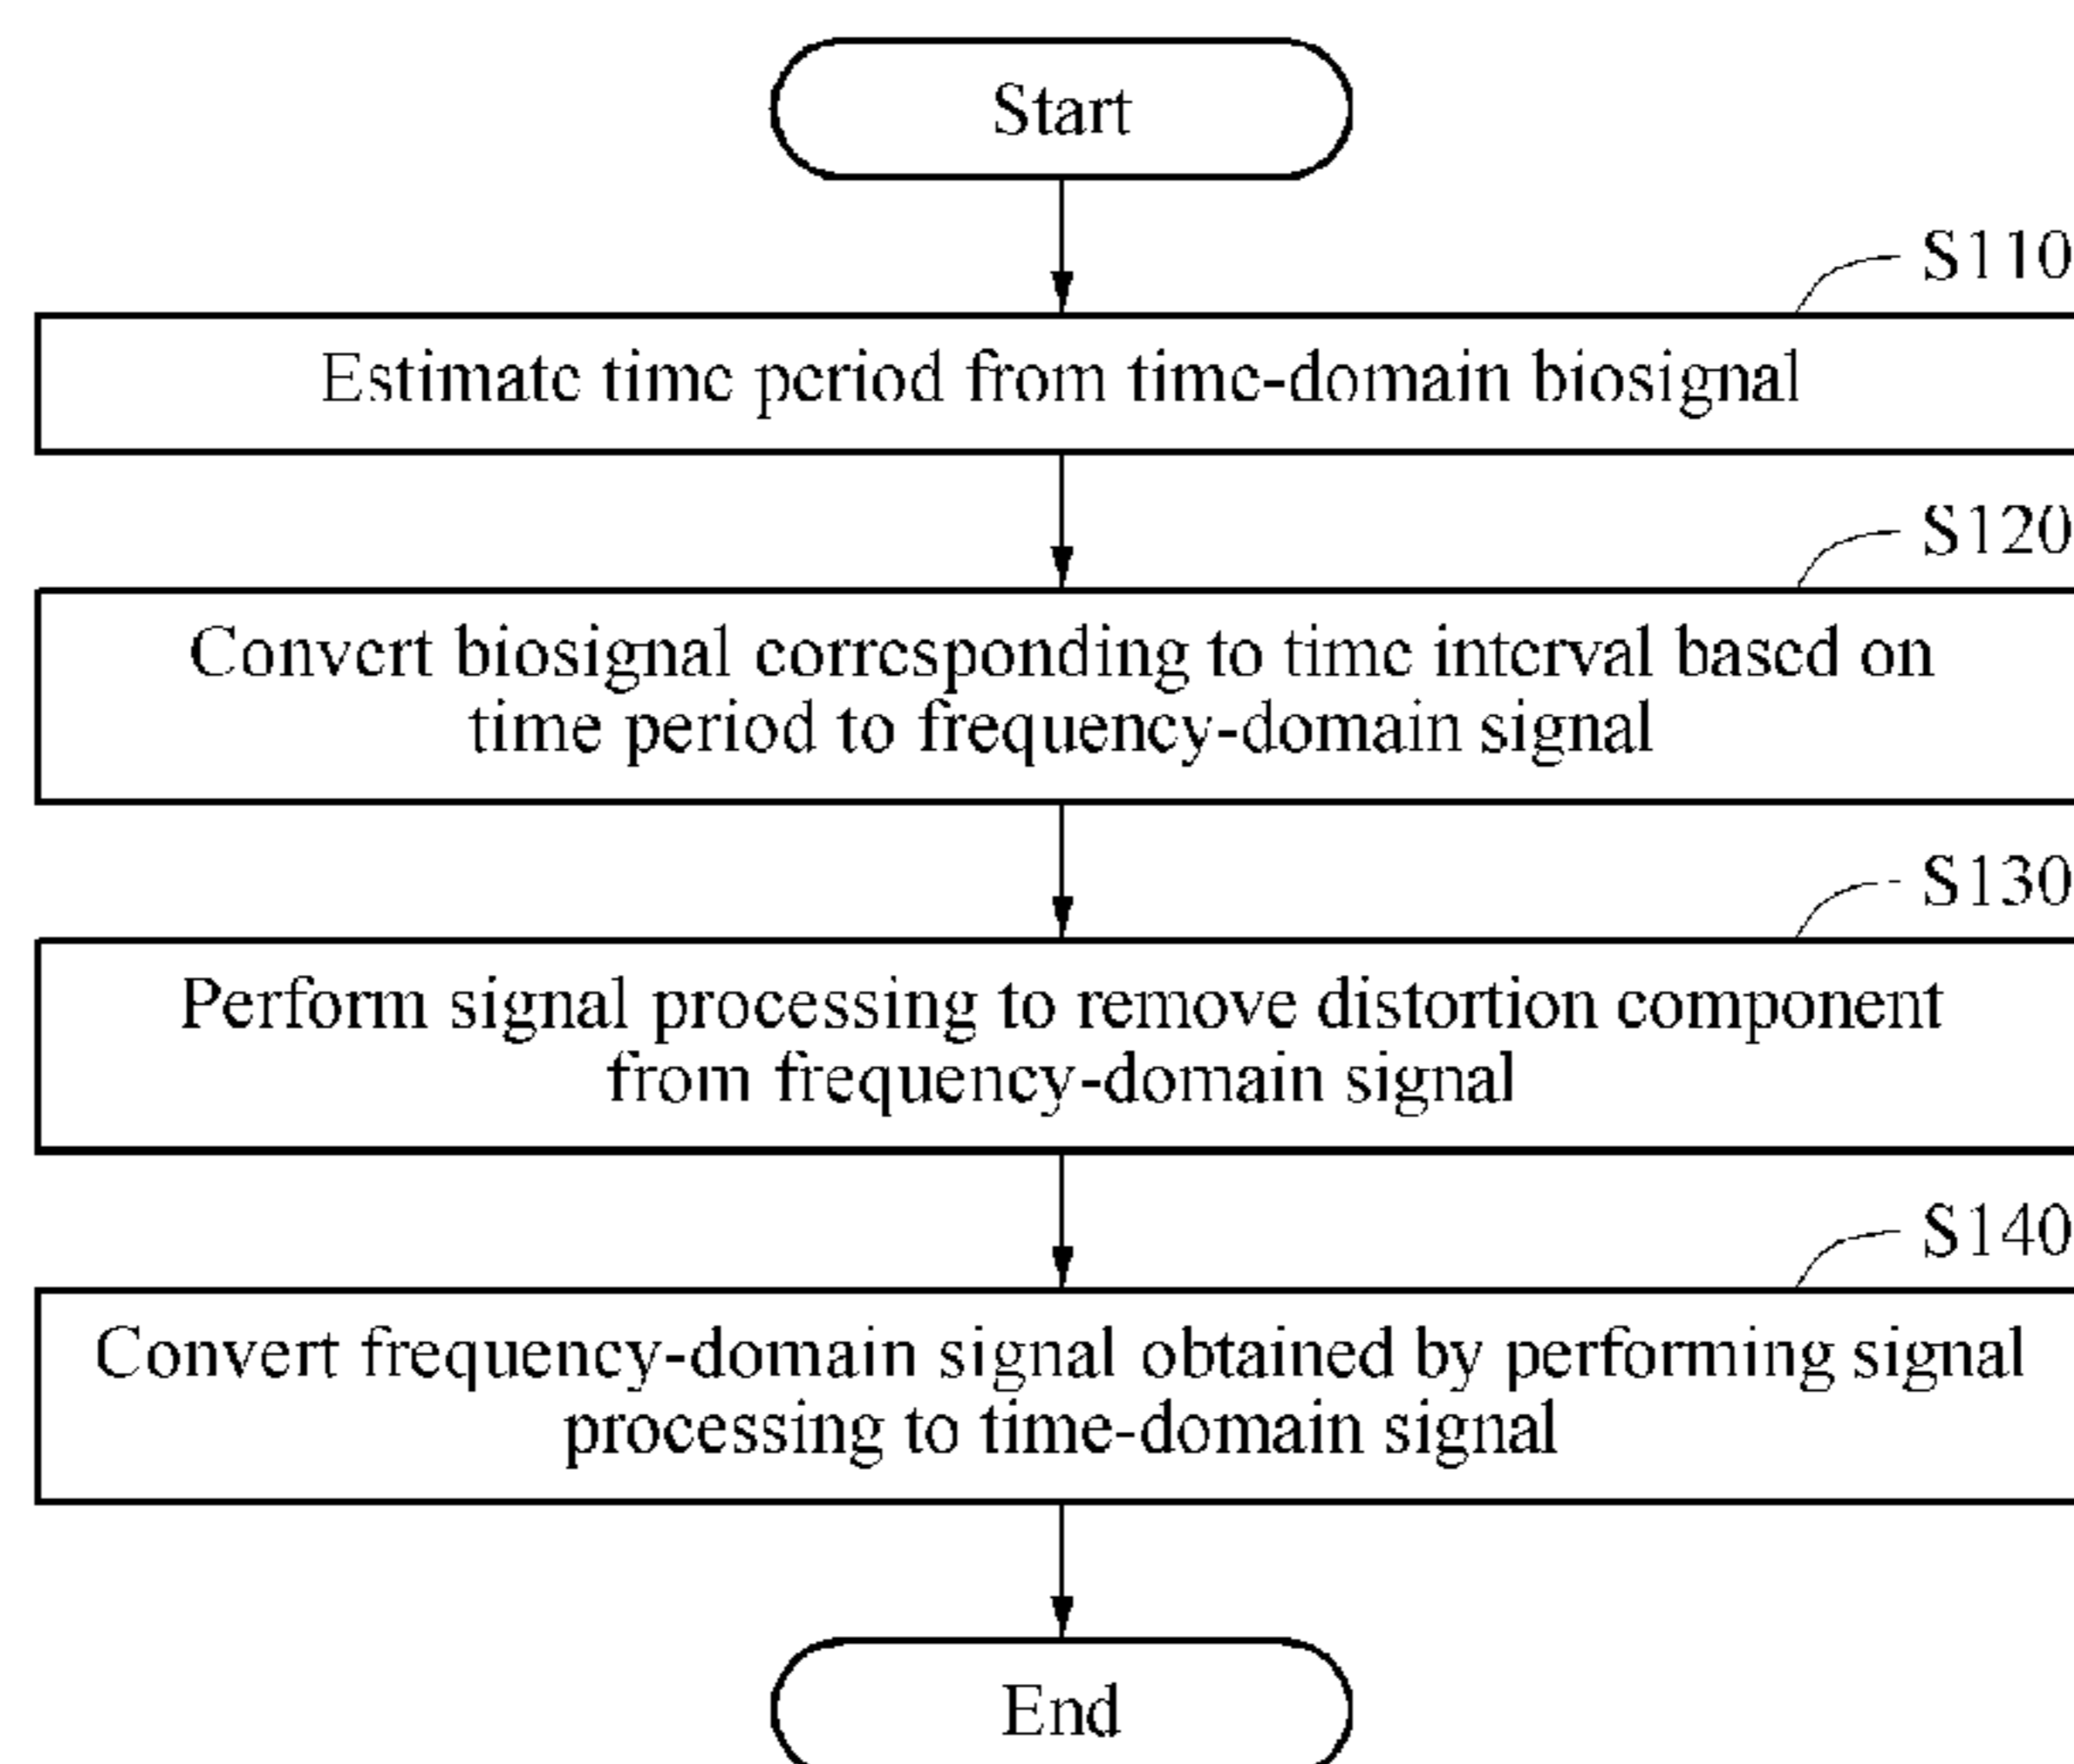 Start
S110
Estimate time period from time-domain biosignal
S120
Convert biosignal corresponding to time interval based on
time period to frequency-domain signal
S130
Perform signal processing to remove distortion component
from frequency-domain signal
S140
Convert frequency-domain signal obtained by performing signal
processing to time-domain signal
End